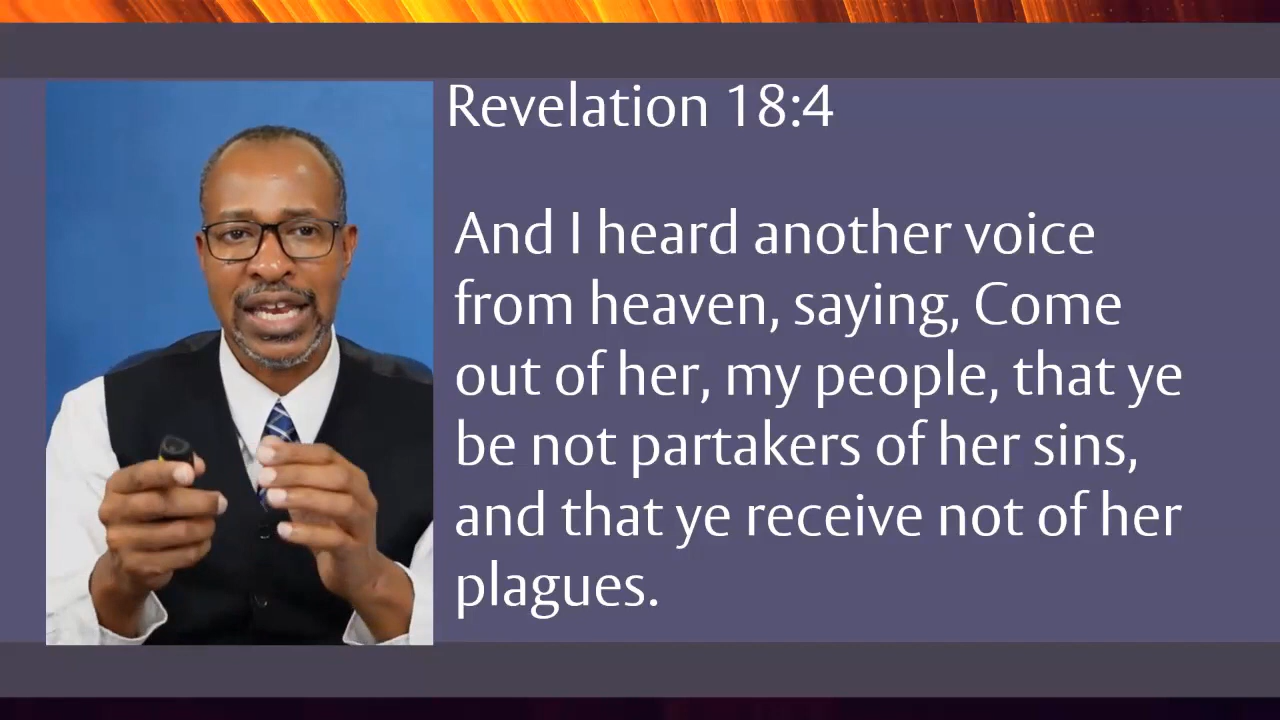 Revelation 18:4
And I heard another voice
from heaven, saying, Come
out of her, my people, that ye
be not partakers of her sins,
and that ye receive not of her
plagues.